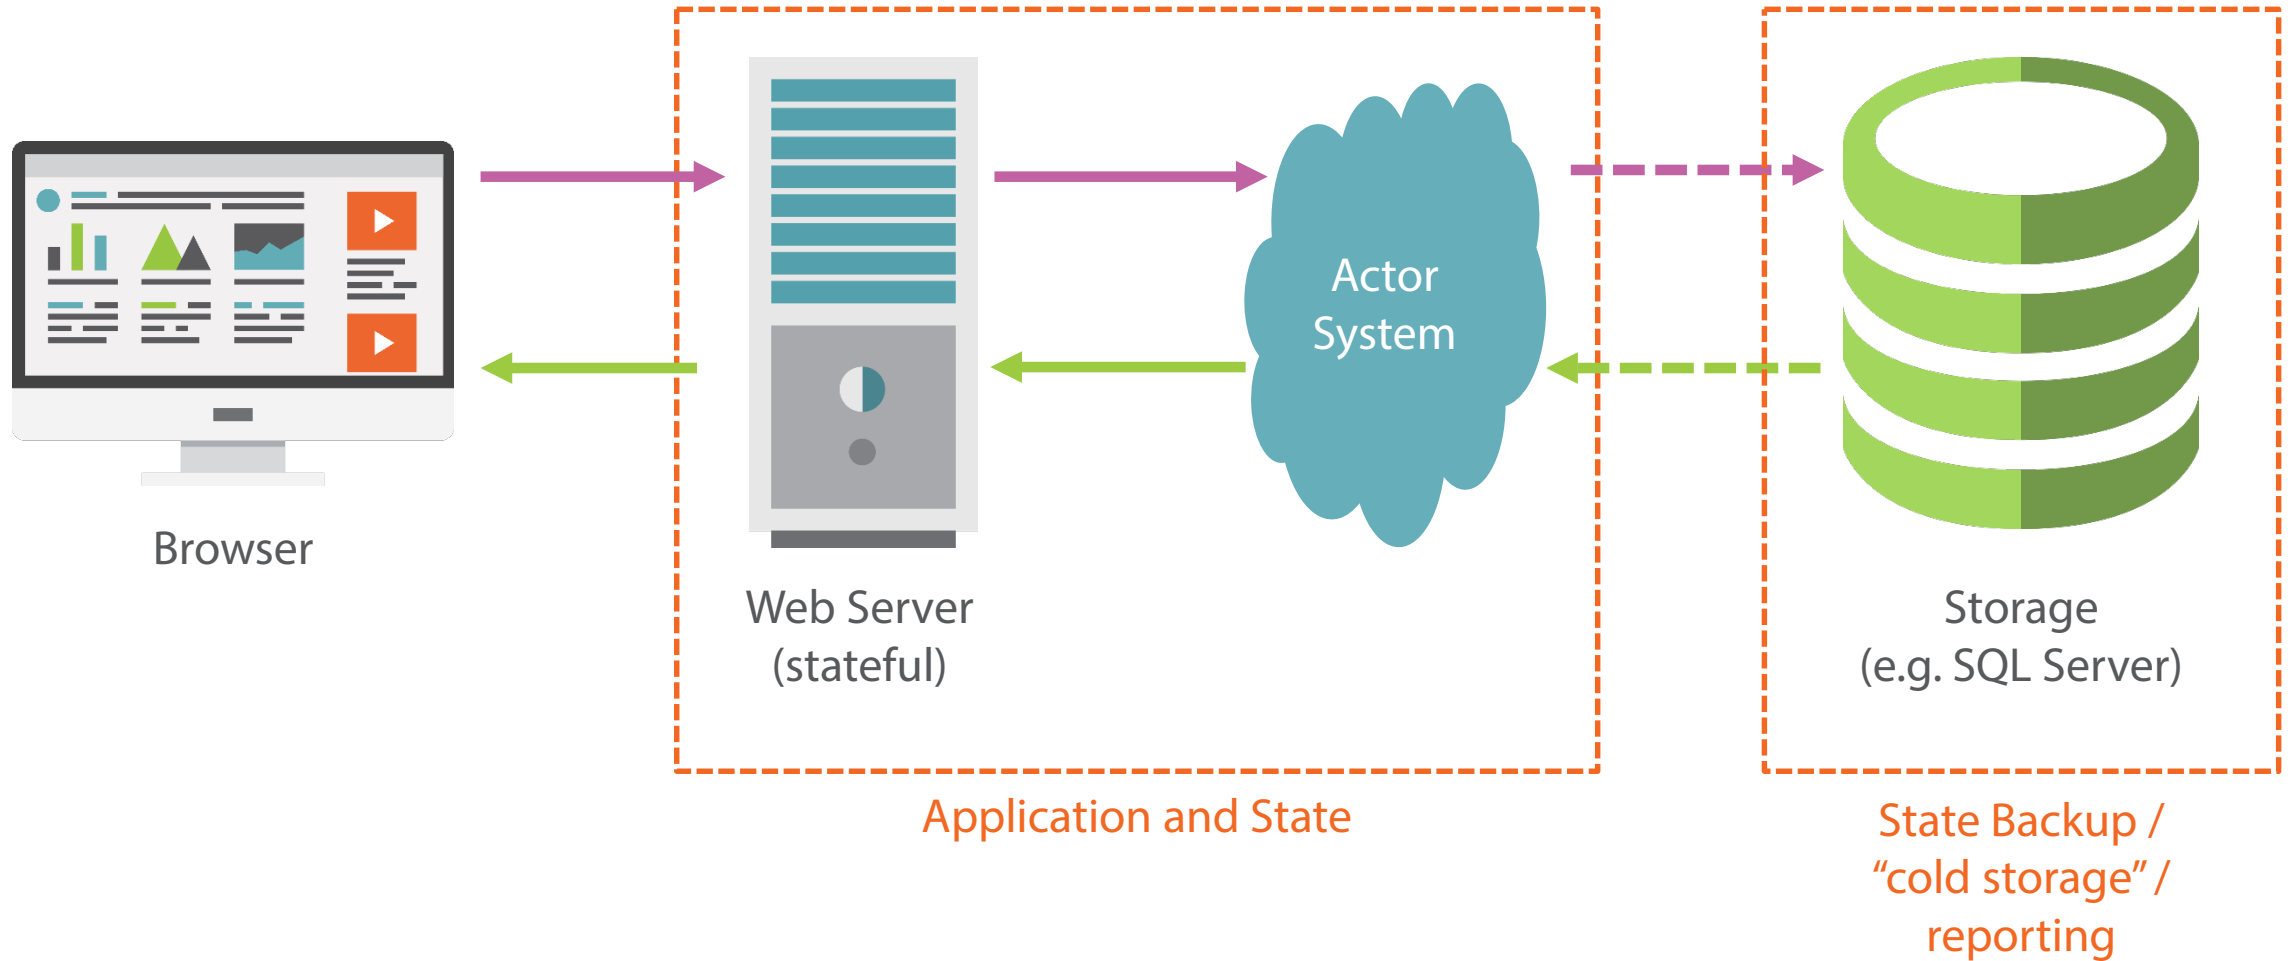 Actor
System
Browser
Web Server
(stateful)
Storage
(e.g. SQL Server)
Application and State
State Backup /
“cold storage” /
reporting